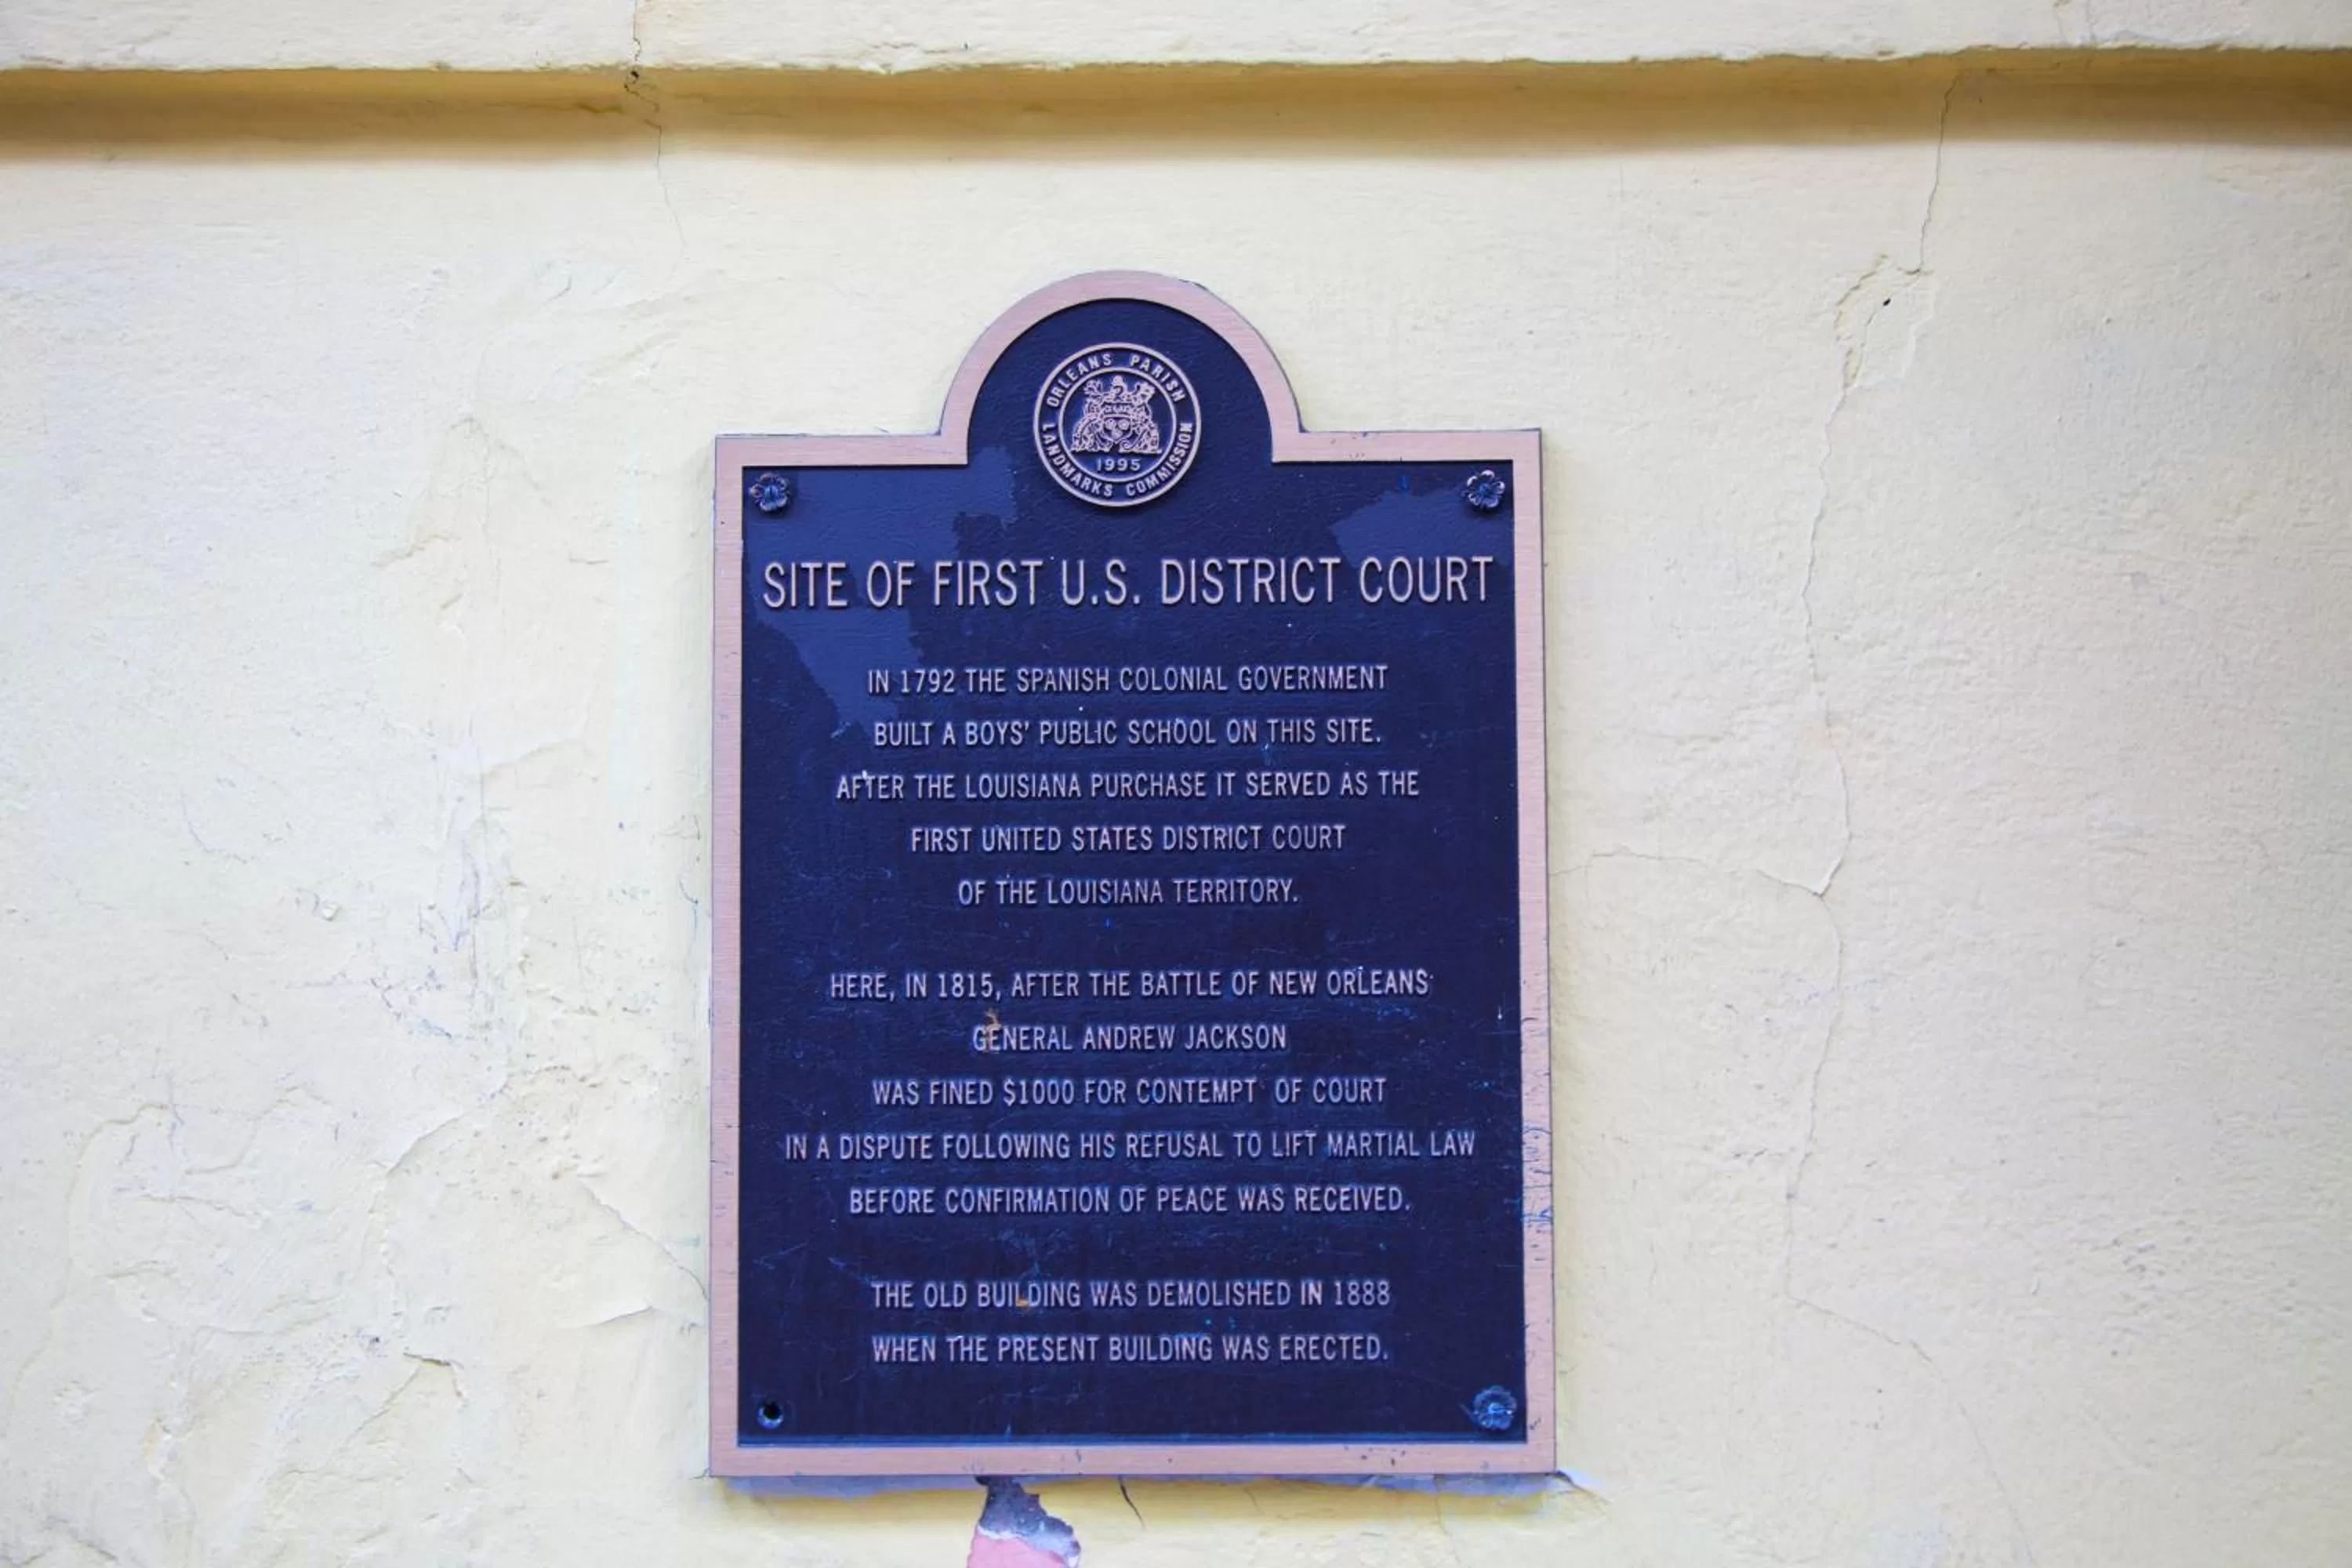 ORLEANS PARISH
LANDMARKS COMMISSION
1995
SITE OF FIRST U.S. DISTRICT COURT
IN 1792 THE SPANISH COLONIAL GOVERNMENT
BUILT A BOYS' PUBLIC SCHOOL ON THIS SITE.
AFTER THE LOUISIANA PURCHASE IT SERVED AS THE
FIRST UNITED STATES DISTRICT COURT
OF THE LOUISIANA TERRITORY.
HERE, IN 1815, AFTER THE BATTLE OF NEW ORLEANS
GENERAL ANDREW JACKSON
WAS FINED $1000 FOR CONTEMPT OF COURT
IN A DISPUTE FOLLOWING HIS REFUSAL TO LIFT MARTIAL LAW
BEFORE CONFIRMATION OF PEACE WAS RECEIVED.
THE OLD BUILDING WAS DEMOLISHED IN 1888
WHEN THE PRESENT BUILDING WAS ERECTED.